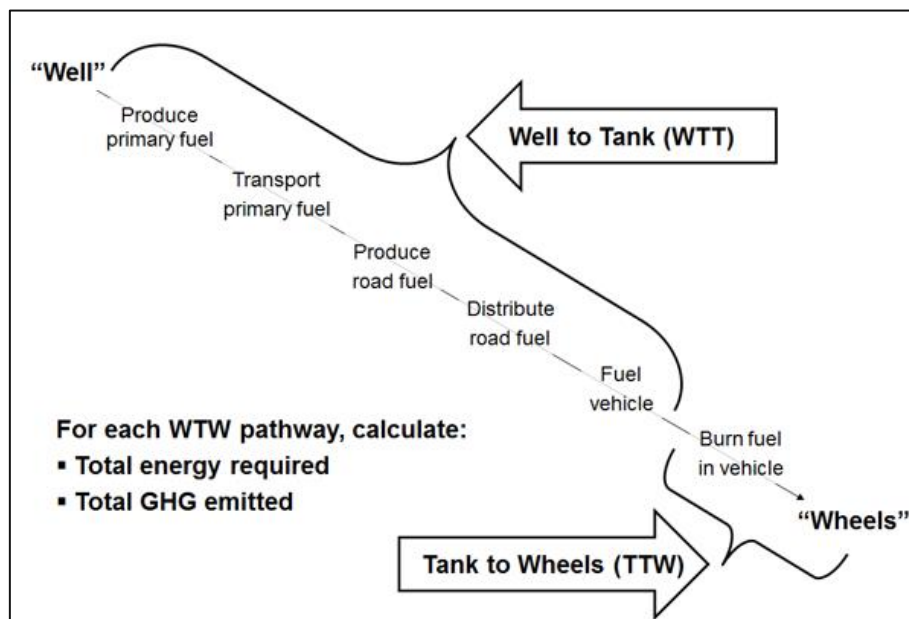 “Well”
Produce
primary fuel
Transport
primary fuel
Produce
road fuel
Distribute
road fuel
Fuel
vehicle
Burn fuel
in vehicle
“Wheels”
Well to Tank (WTT)
For each WTW pathway, calculate:
▪ Total energy required
▪ Total GHG emitted
Tank to Wheels (TTW)